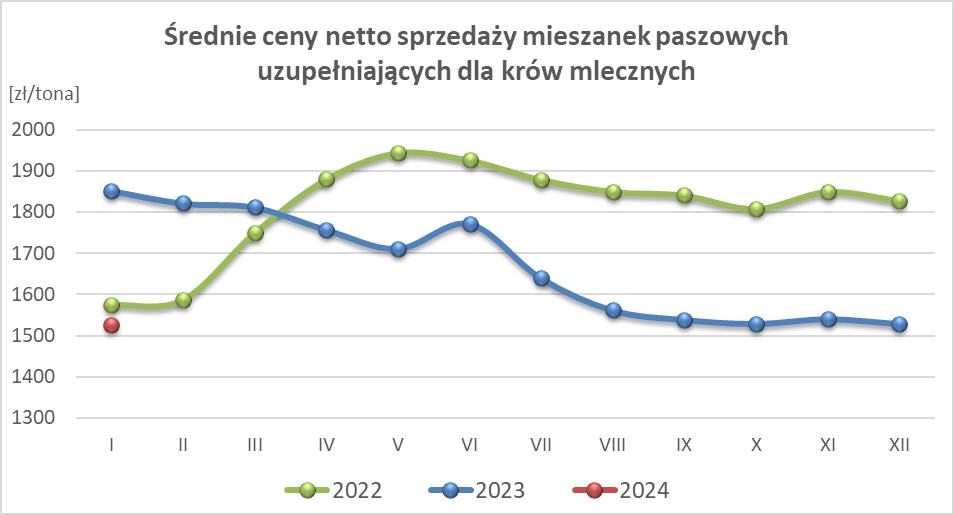 Średnie ceny netto sprzedaży mieszanek paszowych
uzupełniających dla krów mlecznych
[zł/tona]
2000
1900
1800
1700
1600
1500
1400
1300
I II III IV V VI VII VIII IX X XI XII
2022 2023 2024